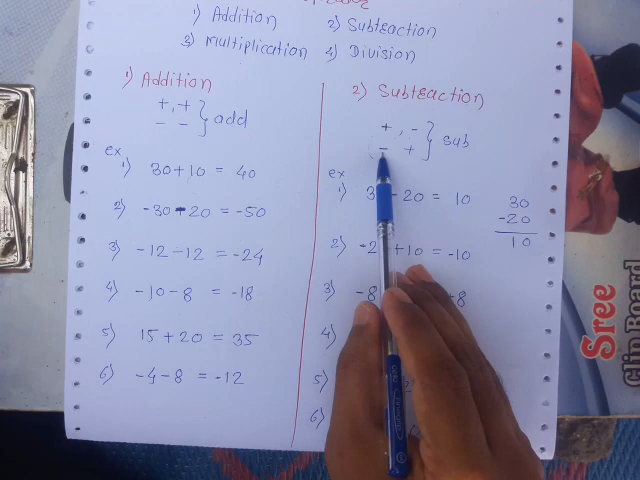 1) Addition 2) Subtraction
3) Multiplication 4) Division
1) Addition
+ , +
- - } add
ex
1) 30+10 = 40
2) -30-20 = -50
3) -12-12 = -24
4) -10-8 = -18
5) 15+20 = 35
6) -4-8 = -12
2) Subtraction
+ , -
- + } sub
ex
1) 3 -20 = 10
30
-20
10
2) -2 +10 = -10
3) -8 +8
4)
5) 2
6)
Sree
Clip Board